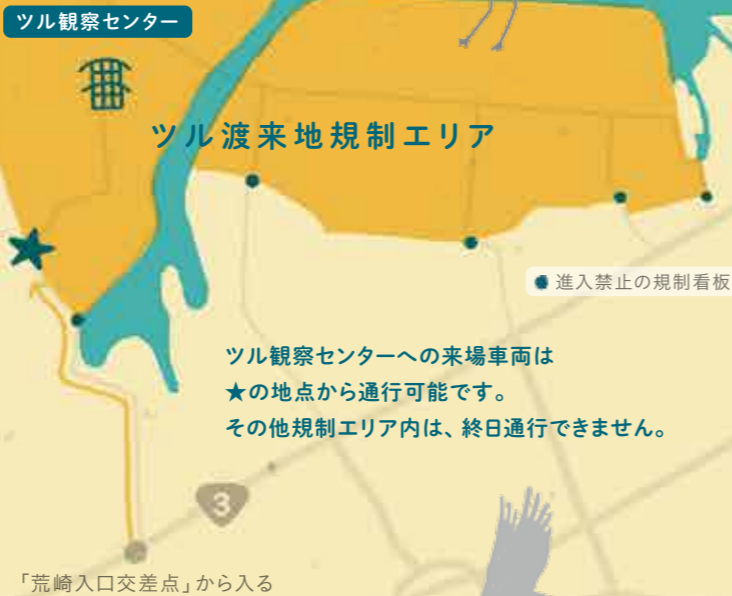 ツル観察センター
ツル渡来地規制エリア
進入禁止の規制看板
ツル観察センターへの来場車両は
★の地点から通行可能です。
その他規制エリア内は、終日通行できません。
3
「荒崎入口交差点」から入る